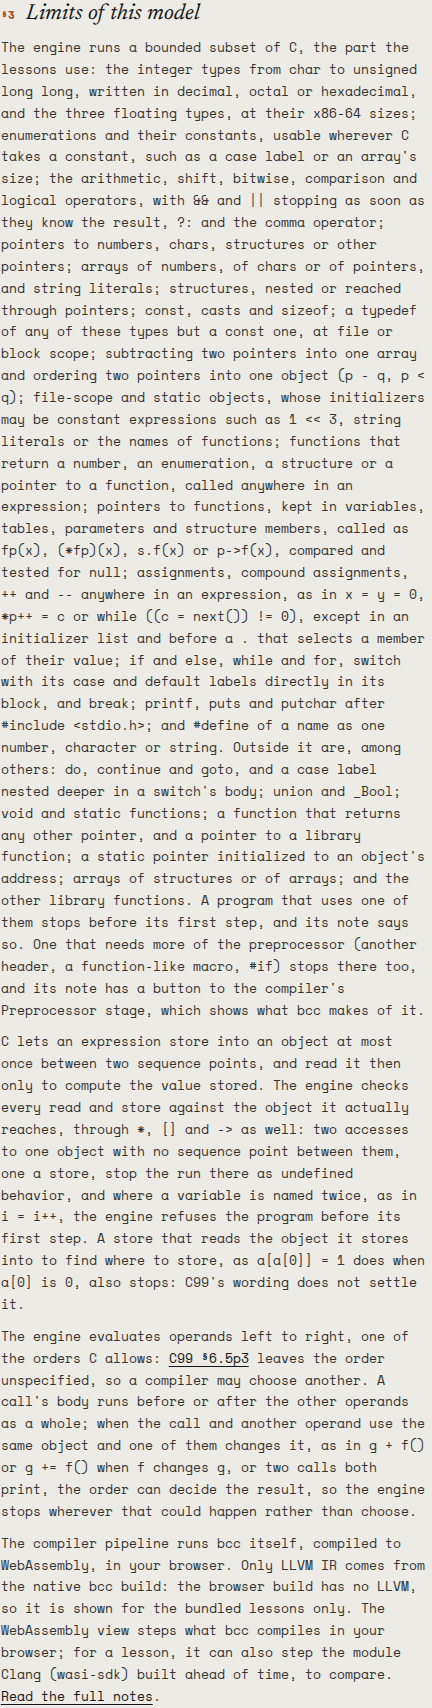 §3 Limits of this model
The engine runs a bounded subset of C, the part the
lessons use: the integer types from char to unsigned
long long, written in decimal, octal or hexadecimal,
and the three floating types, at their x86-64 sizes;
enumerations and their constants, usable wherever C
takes a constant, such as a case label or an array's
size; the arithmetic, shift, bitwise, comparison and
logical operators, with && and || stopping as soon as
they know the result, ?: and the comma operator;
pointers to numbers, chars, structures or other
pointers; arrays of numbers, of chars or of pointers,
and string literals; structures, nested or reached
through pointers; const, casts and sizeof; a typedef
of any of these types but a const one, at file or
block scope; subtracting two pointers into one array
and ordering two pointers into one object (p - q, p <
q); file-scope and static objects, whose initializers
may be constant expressions such as 1 << 3, string
literals or the names of functions; functions that
return a number, an enumeration, a structure or a
pointer to a function, called anywhere in an
expression; pointers to functions, kept in variables,
tables, parameters and structure members, called as
fp(x), (*fp)(x), s.f(x) or p->f(x), compared and
tested for null; assignments, compound assignments,
++ and -- anywhere in an expression, as in x = y = 0,
*p++ = c or while ((c = next()) != 0), except in an
initializer list and before a . that selects a member
of their value; if and else, while and for, switch
with its case and default labels directly in its
block, and break; printf, puts and putchar after
#include <stdio.h>; and #define of a name as one
number, character or string. Outside it are, among
others: do, continue and goto, and a case label
nested deeper in a switch's body; union and _Bool;
void and static functions; a function that returns
any other pointer, and a pointer to a library
function; a static pointer initialized to an object's
address; arrays of structures or of arrays; and the
other library functions. A program that uses one of
them stops before its first step, and its note says
so. One that needs more of the preprocessor (another
header, a function-like macro, #if) stops there too,
and its note has a button to the compiler's
Preprocessor stage, which shows what bcc makes of it.
C lets an expression store into an object at most
once between two sequence points, and read it then
only to compute the value stored. The engine checks
every read and store against the object it actually
reaches, through *, [] and -> as well: two accesses
to one object with no sequence point between them,
one a store, stop the run there as undefined
behavior, and where a variable is named twice, as in
i = i++, the engine refuses the program before its
first step. A store that reads the object it stores
into to find where to store, as a[a[0]] = 1 does when
a[0] is 0, also stops: C99's wording does not settle
it.
The engine evaluates operands left to right, one of
the orders C allows: C99 §6.5p3 leaves the order
unspecified, so a compiler may choose another. A
call's body runs before or after the other operands
as a whole; when the call and another operand use the
same object and one of them changes it, as in g + f()
or g += f() when f changes g, or two calls both
print, the order can decide the result, so the engine
stops wherever that could happen rather than choose.
The compiler pipeline runs bcc itself, compiled to
WebAssembly, in your browser. Only LLVM IR comes from
the native bcc build: the browser build has no LLVM,
so it is shown for the bundled lessons only. The
WebAssembly view steps what bcc compiles in your
browser; for a lesson, it can also step the module
Clang (wasi-sdk) built ahead of time, to compare.
Read the full notes.